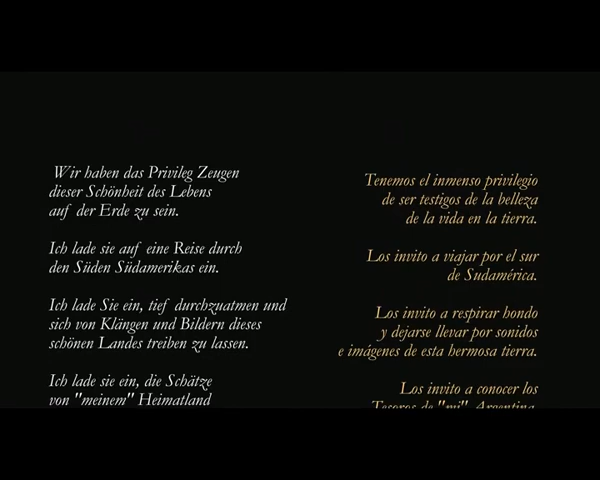 Wir haben das Privileg Zeugen
dieser Schönheit des Lebens
auf der Erde zu sein.
Ich lade sie auf eine Reise durch
den Süden Südamerikas ein.
Ich lade Sie ein, tief durchzuatmen und
sich von Klängen und Bildern dieses
schönen Landes treiben zu lassen.
Ich lade sie ein, die Schätze
von "meinem" Heimatland
Tenemos el inmenso privilegio
de ser testigos de la belleza
de la vida en la tierra.
Los invito a viajar por el sur
de Sudamérica.
Los invito a respirar hondo
y dejarse llevar por sonidos
e imágenes de esta hermosa tierra.
Los invito a conocer los
Tesoros de "mi" Argentina.